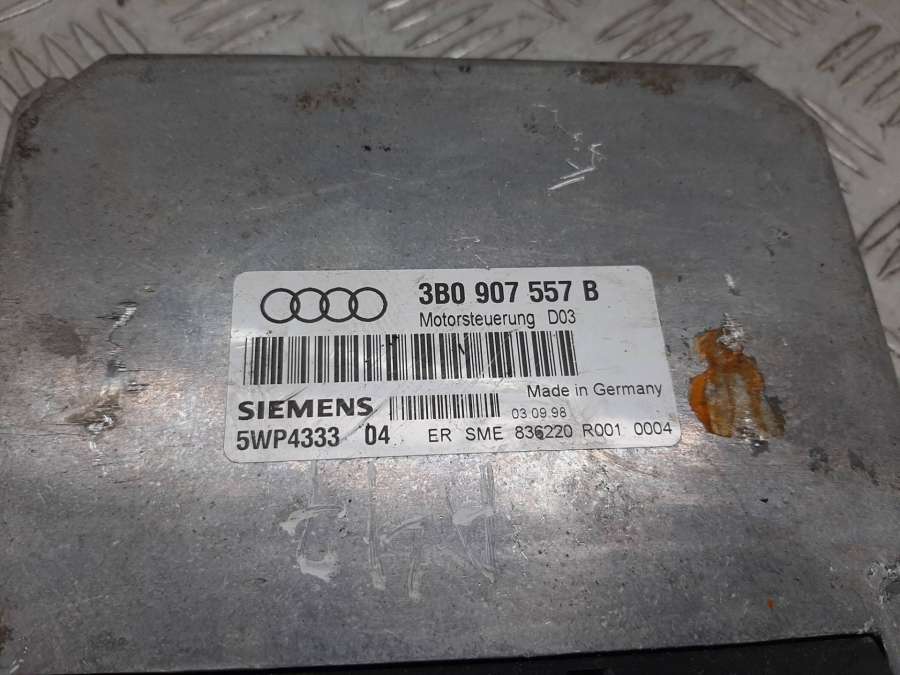 3B0 907 557 B
Motorsteuerung D03
Made in Germany
SIEMENS 03 09.98
5WP4333 04 ER SME 836220 R001 0004